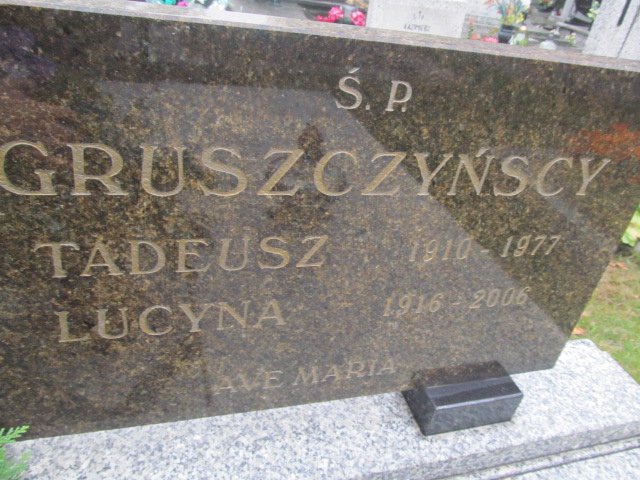 Ś. P.
GRUSZCZYŃSCY
TADEUSZ 1910 - 1977
LUCYNA 1916 - 2006
AVE MARIA